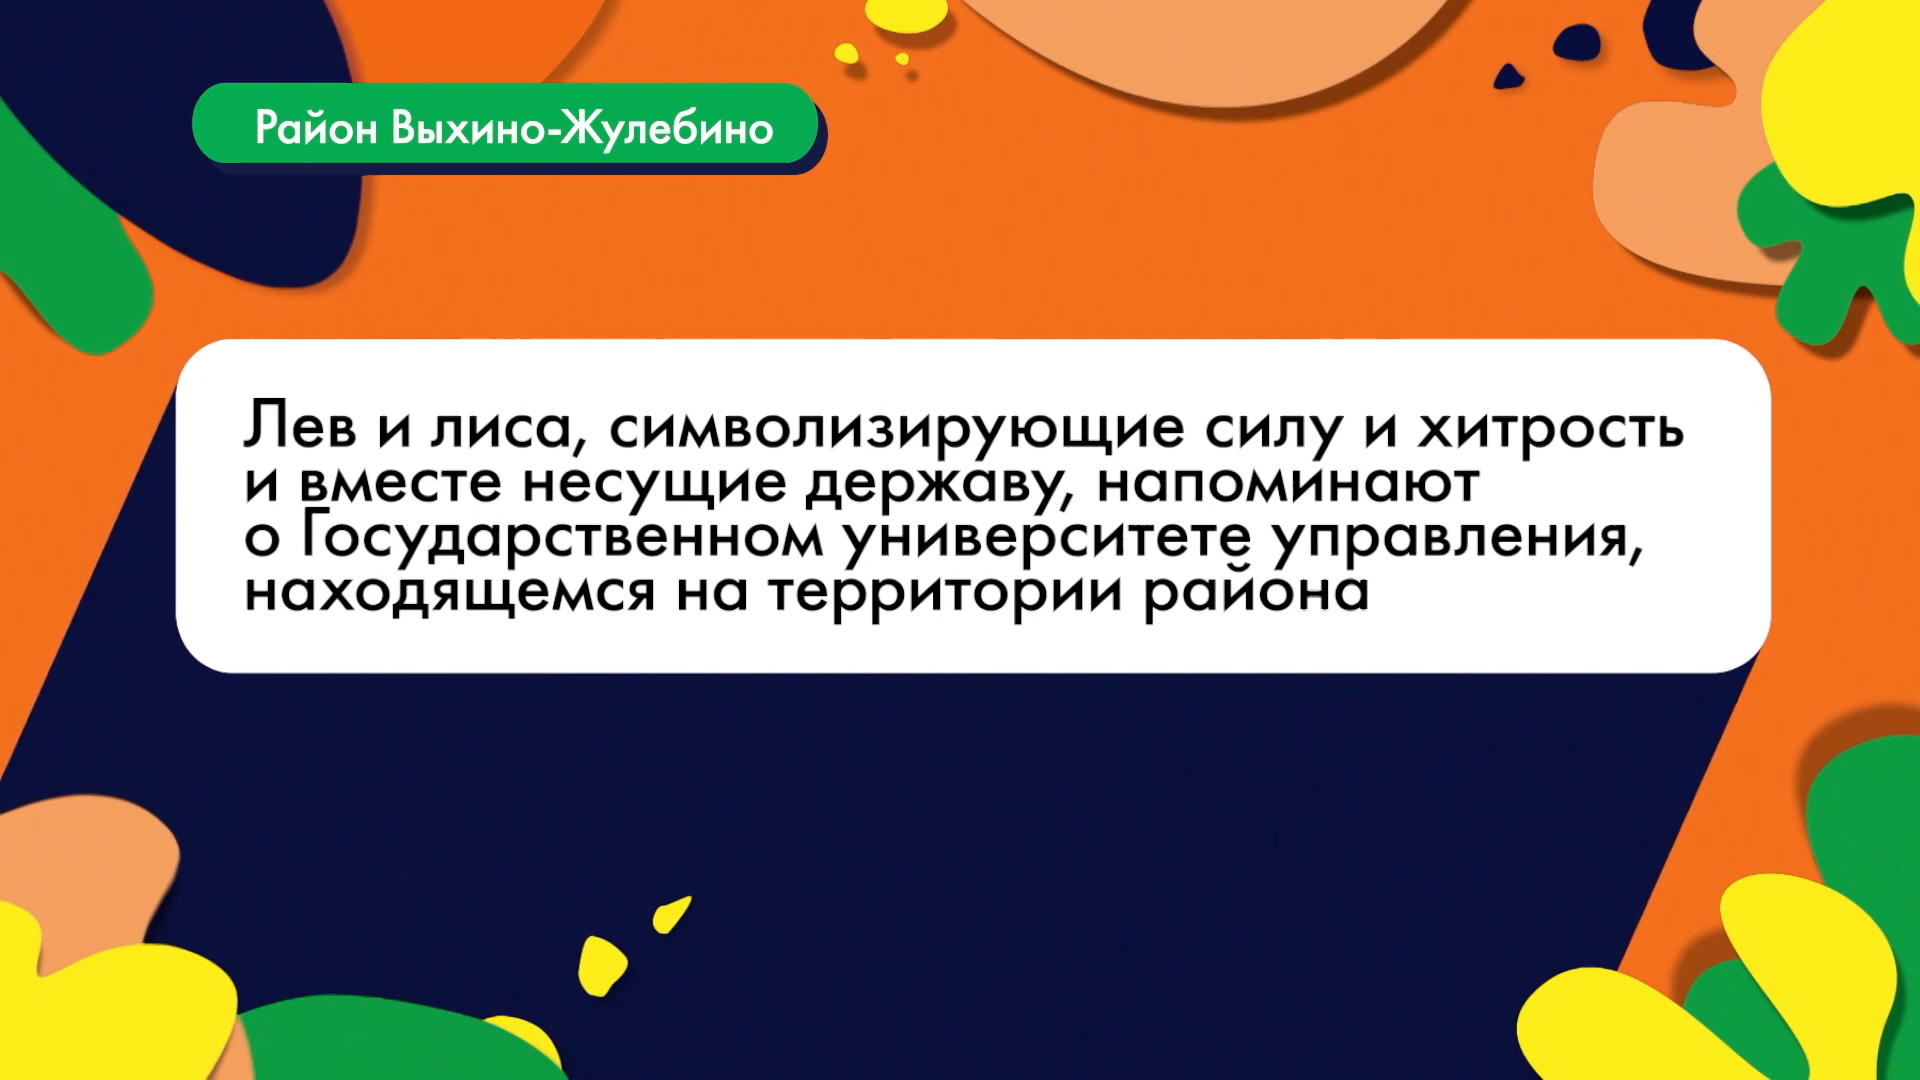 Район Выхино-Жулебино
Лев и лиса, символизирующие силу и хитрость
и вместе несущие державу, напоминают
о Государственном университете управления,
находящемся на территории района